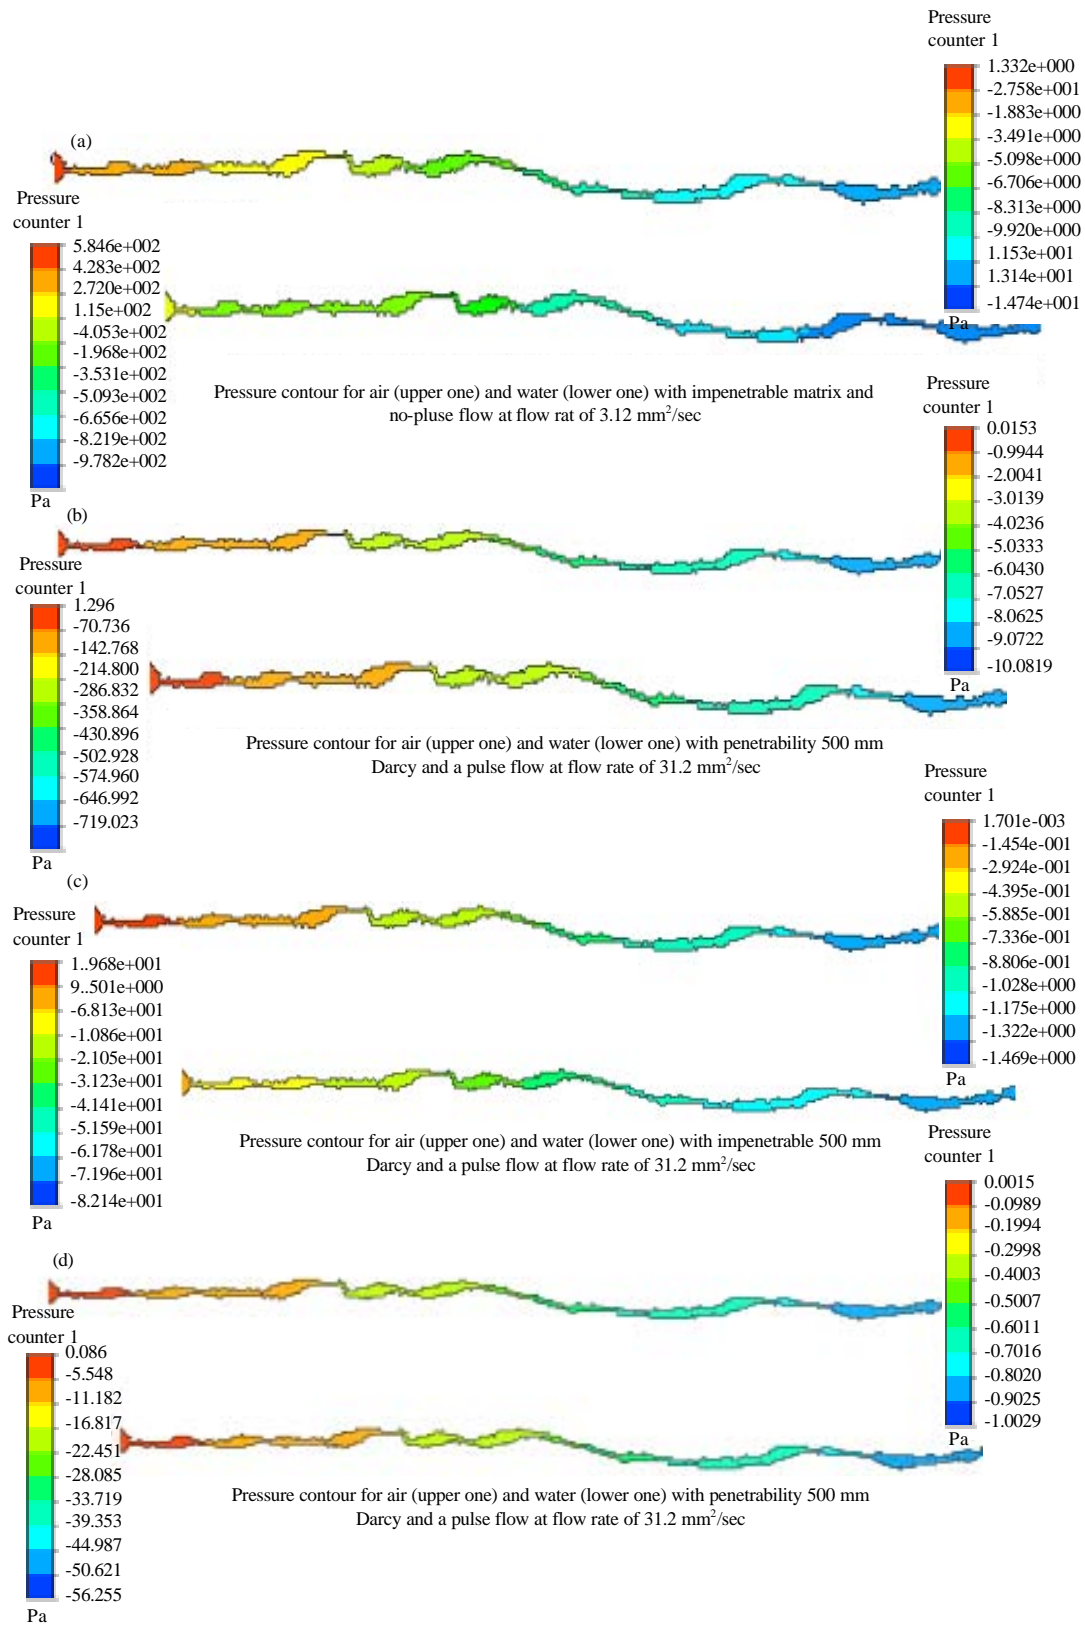 Pressure
counter 1
1.332e+000
-2.758e+001
-1.883e+000
-3.491e+000
-5.098e+000
-6.706e+000
-8.313e+000
-9.920e+000
1.153e+001
1.314e+001
-1.474e+001
Pa
(a)
Pressure
counter 1
5.846e+002
4.283e+002
2.720e+002
1.15e+002
-4.053e+002
-1.968e+002
-3.531e+002
-5.093e+002
-6.656e+002
-8.219e+002
-9.782e+002
Pa
Pressure contour for air (upper one) and water (lower one) with impenetrable matrix and
no-pluse flow at flow rat of 3.12 mm²/sec
Pressure
counter 1
0.0153
-0.9944
-2.0041
-3.0139
-4.0236
-5.0333
-6.0430
-7.0527
-8.0625
-9.0722
-10.0819
Pa
(b)
Pressure
counter 1
1.296
-70.736
-142.768
-214.800
-286.832
-358.864
-430.896
-502.928
-574.960
-646.992
-719.023
Pa
Pressure contour for air (upper one) and water (lower one) with penetrability 500 mm
Darcy and a pulse flow at flow rate of 31.2 mm²/sec
Pressure
counter 1
1.701e-003
-1.454e-001
-2.924e-001
-4.395e-001
-5.885e-001
-7.336e-001
-8.806e-001
-1.028e+000
-1.175e+000
-1.322e+000
-1.469e+000
Pa
(c)
Pressure
counter 1
1.968e+001
9..501e+000
-6.813e+001
-1.086e+001
-2.105e+001
-3.123e+001
-4.141e+001
-5.159e+001
-6.178e+001
-7.196e+001
-8.214e+001
Pa
Pressure contour for air (upper one) and water (lower one) with impenetrable 500 mm
Darcy and a pulse flow at flow rate of 31.2 mm²/sec
Pressure
counter 1
0.0015
-0.0989
-0.1994
-0.2998
-0.4003
-0.5007
-0.6011
-0.7016
-0.8020
-0.9025
-1.0029
Pa
(d)
Pressure
counter 1
0.086
-5.548
-11.182
-16.817
-22.451
-28.085
-33.719
-39.353
-44.987
-50.621
-56.255
Pa
Pressure contour for air (upper one) and water (lower one) with penetrability 500 mm
Darcy and a pulse flow at flow rate of 31.2 mm²/sec